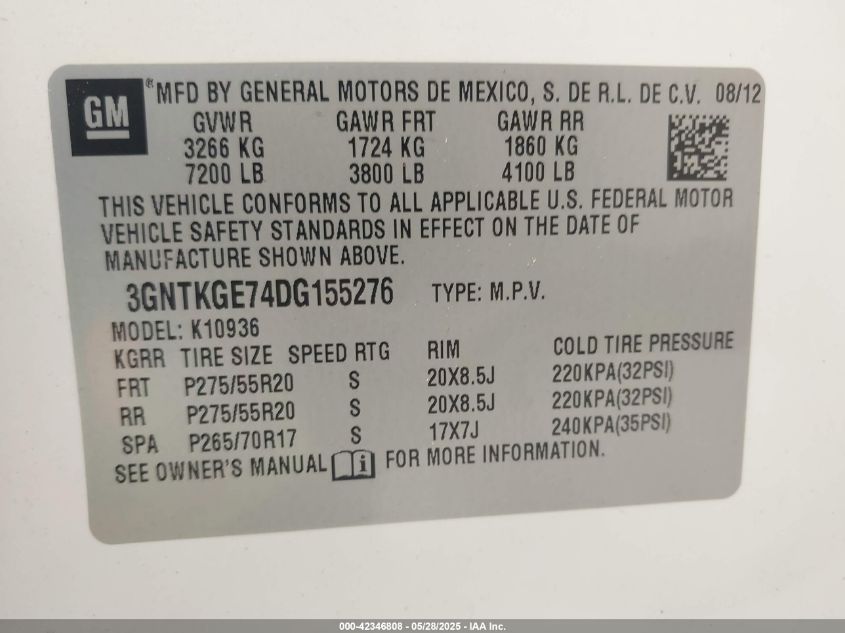 GM ® MFD BY GENERAL MOTORS DE MEXICO, S. DE R.L. DE C.V. 08/12
GVWR GAWR FRT GAWR RR
3266 KG 1724 KG 1860 KG
7200 LB 3800 LB 4100 LB
THIS VEHICLE CONFORMS TO ALL APPLICABLE U.S. FEDERAL MOTOR
VEHICLE SAFETY STANDARDS IN EFFECT ON THE DATE OF
MANUFACTURE SHOWN ABOVE.
3GNTKGE74DG155276 TYPE: M.P.V.
MODEL: K10936
KGRR TIRE SIZE SPEED RTG RIM COLD TIRE PRESSURE
FRT P275/55R20 S 20X8.5J 220KPA(32PSI)
RR P275/55R20 S 20X8.5J 220KPA(32PSI)
SPA P265/70R17 S 17X7J 240KPA(35PSI)
SEE OWNER'S MANUAL i FOR MORE INFORMATION.
000-42346808 - 05/28/2025 - IAA Inc.